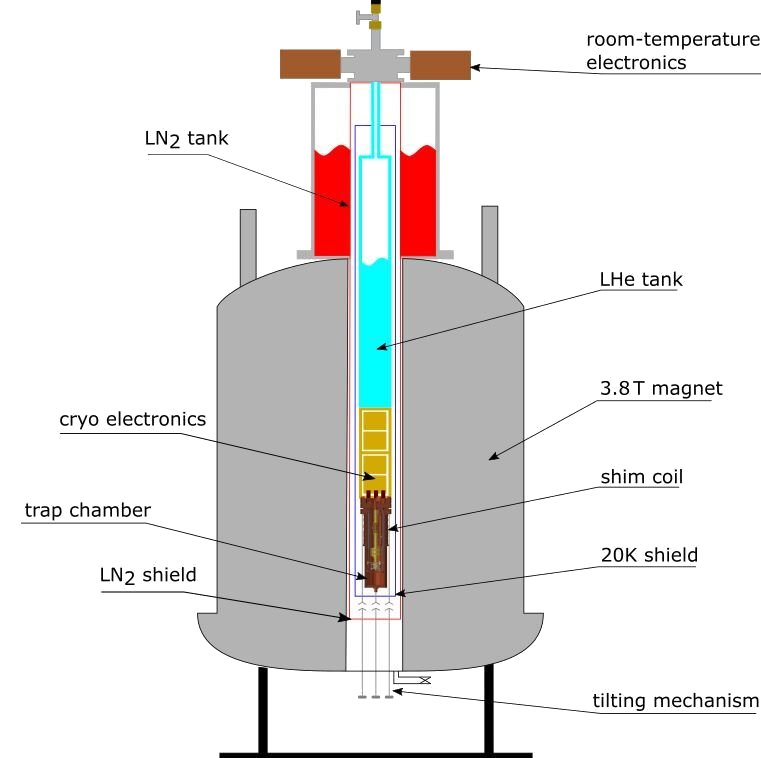 room-temperature
electronics
LN2 tank
LHe tank
3.8T magnet
cryo electronics
shim coil
trap chamber
20K shield
LN2 shield
tilting mechanism